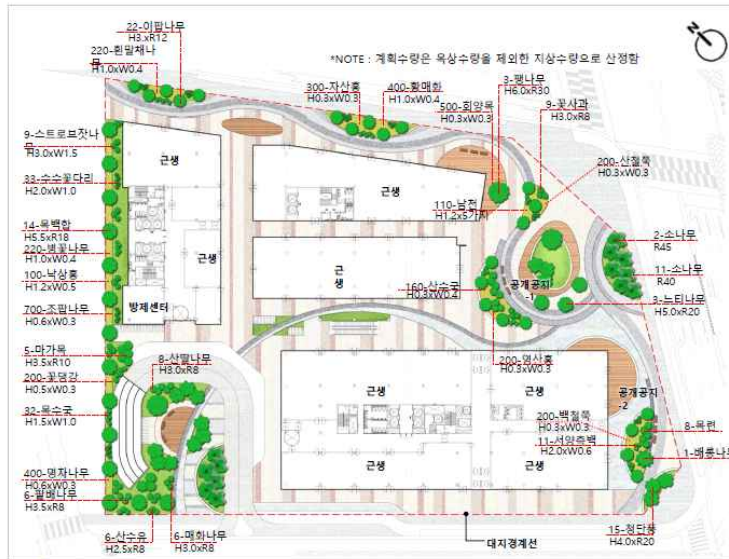 22-이팝나무
H3.xR12
220-흰말채나
무
H1.0xW0.4
*NOTE : 계획수량은 옥상수량을 제외한 지상수량으로 산정함
300-자산홍
H0.3xW0.3
400-황매화
H1.0xW0.4
3-팽나무
H6.0xR30
500-회양목
H0.3xW0.3
9-꽃사과
H3.0xR8
200-산철쭉
H0.3xW0.3
9-스트로브잣나
무
H3.0xW1.5
33-수수꽃다리
H2.0xW1.0
14-목백합
H5.5xR18
220-병꽃나무
H1.0xW0.4
100-낙상홍
H1.2xW0.5
700-조팝나무
H0.6xW0.3
5-마가목
H3.5xR10
200-꽃댕강
H0.5xW0.3
32-목수국
H1.5xW1.0
400-명자나무
H0.6xW0.3
6-팥배나무
H3.5xR8
6-산수유
H2.5xR8
6-매화나무
H3.0xR8
8-산딸나무
H3.0xR8
110-남천
H1.2x5가지
160-산수국
H0.3xW0.4
200-영산홍
H0.3xW0.3
2-소나무
R45
11-소나무
R40
3-느티나무
H5.0xR20
공개공지
-1
공개공지
-2
200-백철쭉
H0.3xW0.3
11-서양측백
H2.0xW0.6
8-목련
1-배롱나무
15-청단풍
H4.0xR20
대지경계선
근생
근생
방제센터
근생
근
생
근생
근생
근생
근생